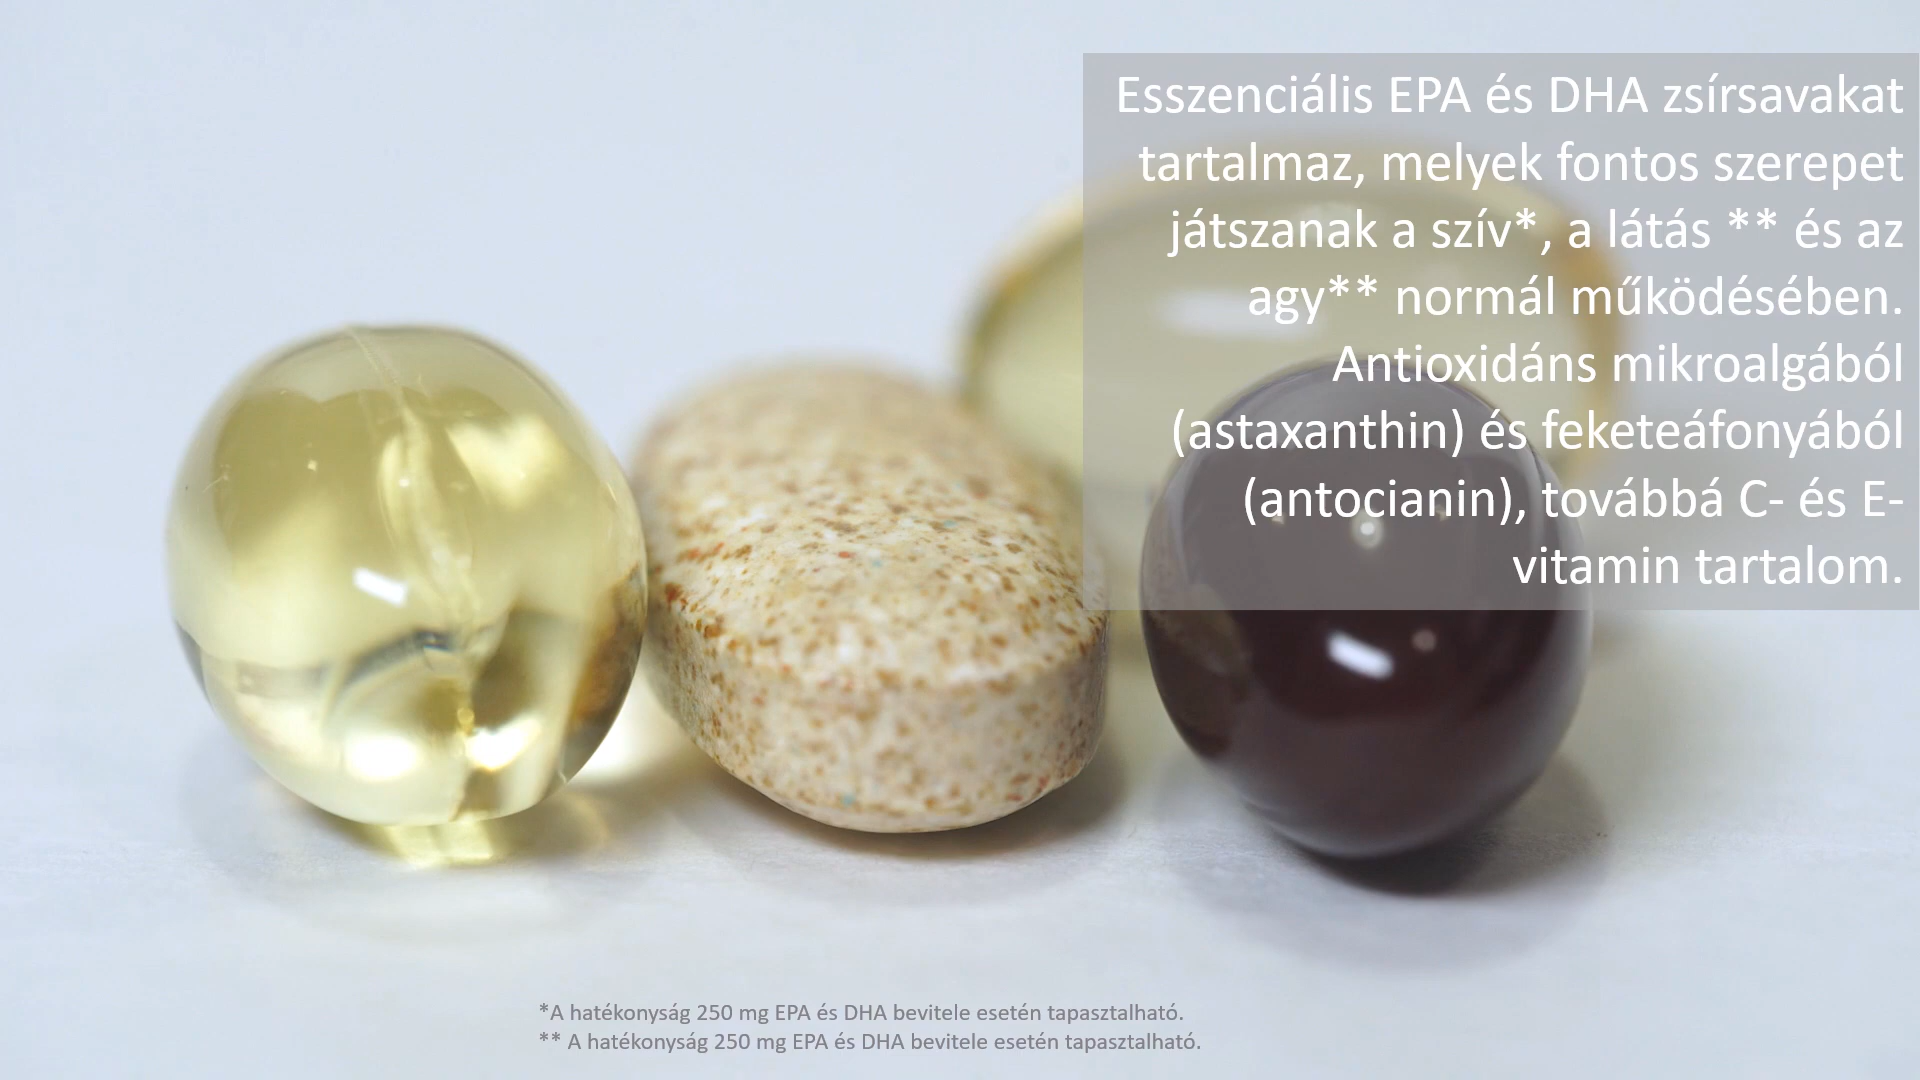 Esszenciális EPA és DHA zsírsavakat
tartalmaz, melyek fontos szerepet
játszanak a szív*, a látás ** és az
agy** normál működésében.
Antioxidáns mikroalgából
(astaxanthin) és feketeáfonyából
(antocianin), továbbá C- és E-
vitamin tartalom.
*A hatékonyság 250 mg EPA és DHA bevitele esetén tapasztalható.
** A hatékonyság 250 mg EPA és DHA bevitele esetén tapasztalható.